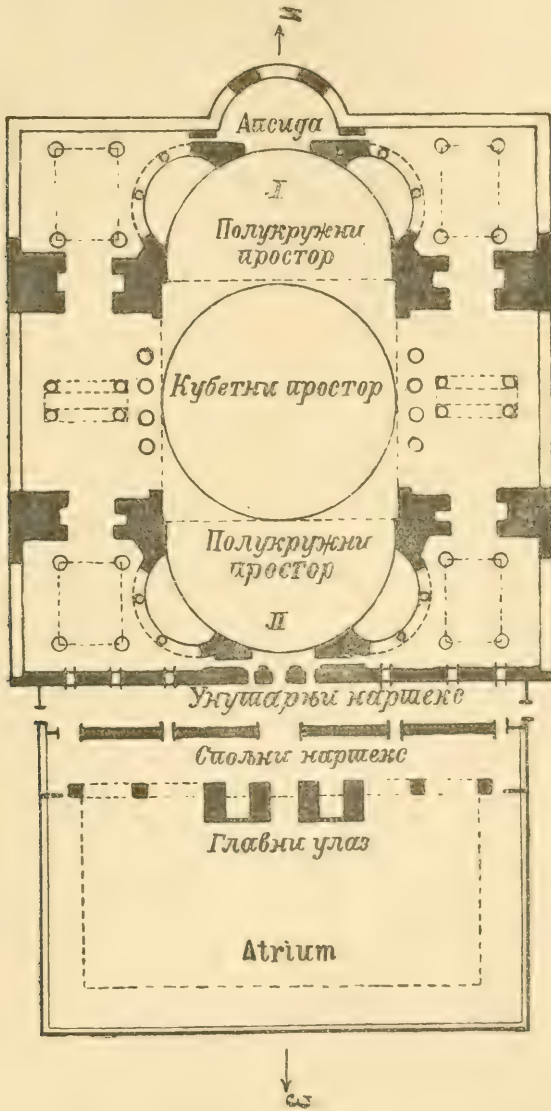 И
Апсида
I
Полукружни
простор
Кубетни простор
Полукружни
простор
II
Унутарњи нартекс
Спољни нартекс
Главни улаз
Atrium
З